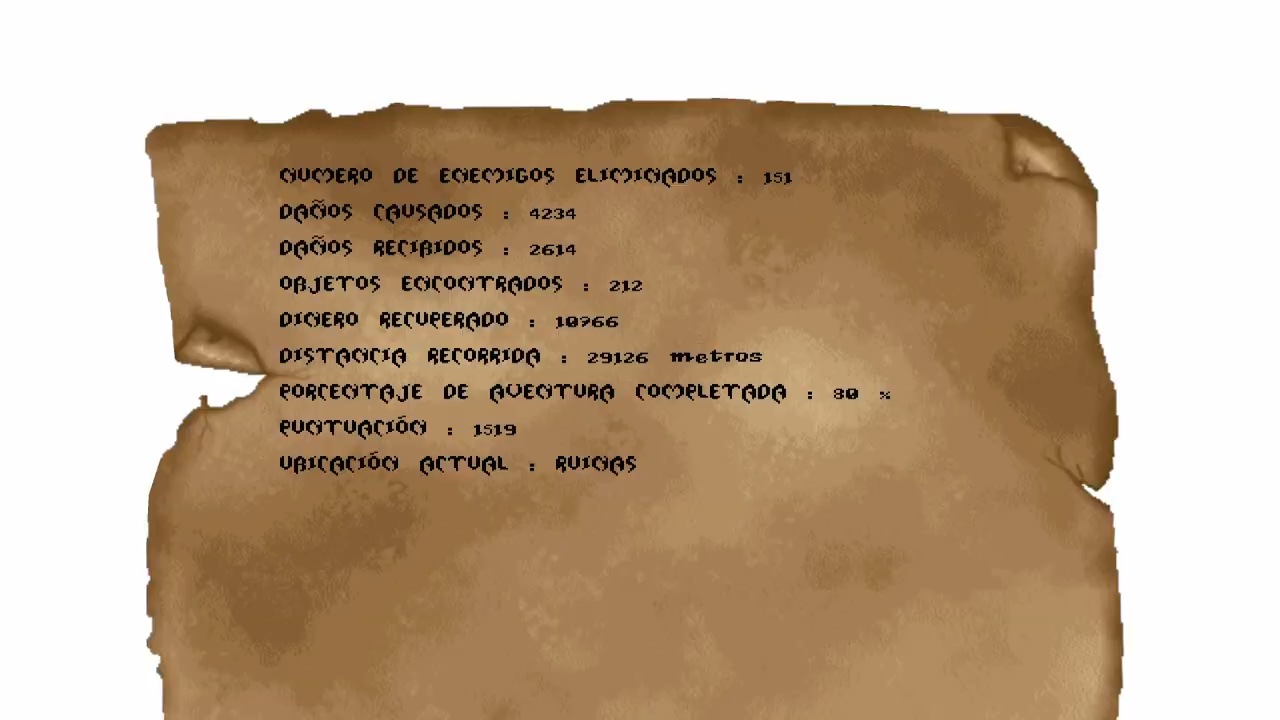 NUMERO DE ENEMIGOS ELIMINADOS : 151
DAÑOS CAUSADOS : 4234
DAÑOS RECIBIDOS : 2614
OBJETOS ENCONTRADOS : 212
DINERO RECUPERADO : 10966
DISTANCIA RECORRIDA : 29126 metros
PORCENTAJE DE AVENTURA COMPLETADA : 80 %
PUNTUACIÓN : 1519
UBICACIÓN ACTUAL : RUINAS